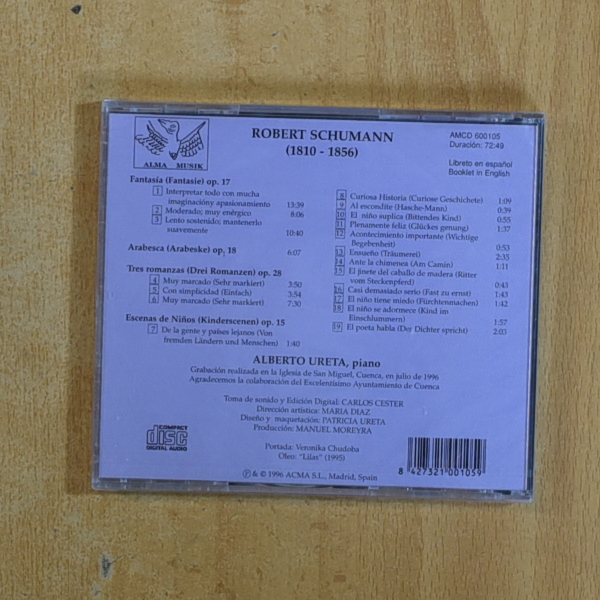 ALMA MUSIK
ROBERT SCHUMANN
(1810 - 1856)
AMCD 600105
Duración; 72:49
Libreto en español
Booklet in English
Fantasía (Fantasie) op. 17
1 Interpretar todo con mucha
imaginacióny apasionamiento 13:39
2 Moderado; muy enérgico 8:06
3 Lento sostenido; mantenerlo
suavemente 10:40
Arabesca (Arabeske) op. 18 6:07
Tres romanzas (Drei Romanzen) op. 28
4 Muy marcado (Sehr markiert) 3:50
5 Con simplicidad (Einfach) 3:54
6 Muy marcado (Sehr markiert) 7:30
Escenas de Niños (Kinderscenen) op. 15
7 De la gente y países lejanos (Von
fremden Ländern und Menschen) 1:40
8 Curiosa Historia (Curiose Geschichete) 1:09
9 Al escondite (Hasche-Mann) 0:39
10 El niño suplica (Bittendes Kind) 0:55
11 Plenamente feliz (Glückes genung) 1:37
12 Acontecimiento importante (Wichtige
Begebenheit) 0:53
13 Ensueño (Träumerei) 2:35
14 Ante la chimenea (Am Camin) 1:11
15 El jinete del caballo de madera (Ritter
vom Steckenpferd) 0:43
16 Casi demasiado serio (Fast zu ernst) 1:43
17 El niño tiene miedo (Fürchtenmachen) 1:42
18 El niño se adormece (Kind im
Einschlummern) 1:57
19 El poeta habla (Der Dichter spricht) 2:03
ALBERTO URETA, piano
Grabación realizada en la Iglesia de San Miguel, Cuenca, en julio de 1996
Agradecemos la colaboración del Excelentísimo Ayuntamiento de Cuenca
Toma de sonido y Edición Digital: CARLOS CESTER
Dirección artística: MARIA DIAZ
Diseño y maquetación: PATRICIA URETA
Producción: MANUEL MOREYRA
COMPACT
disc
DIGITAL AUDIO
Portada: Veronika Chudoba
Oleo: "Lilas" (1995)
℗ & © 1996 ACMA S.L., Madrid, Spain
8 427321 001059